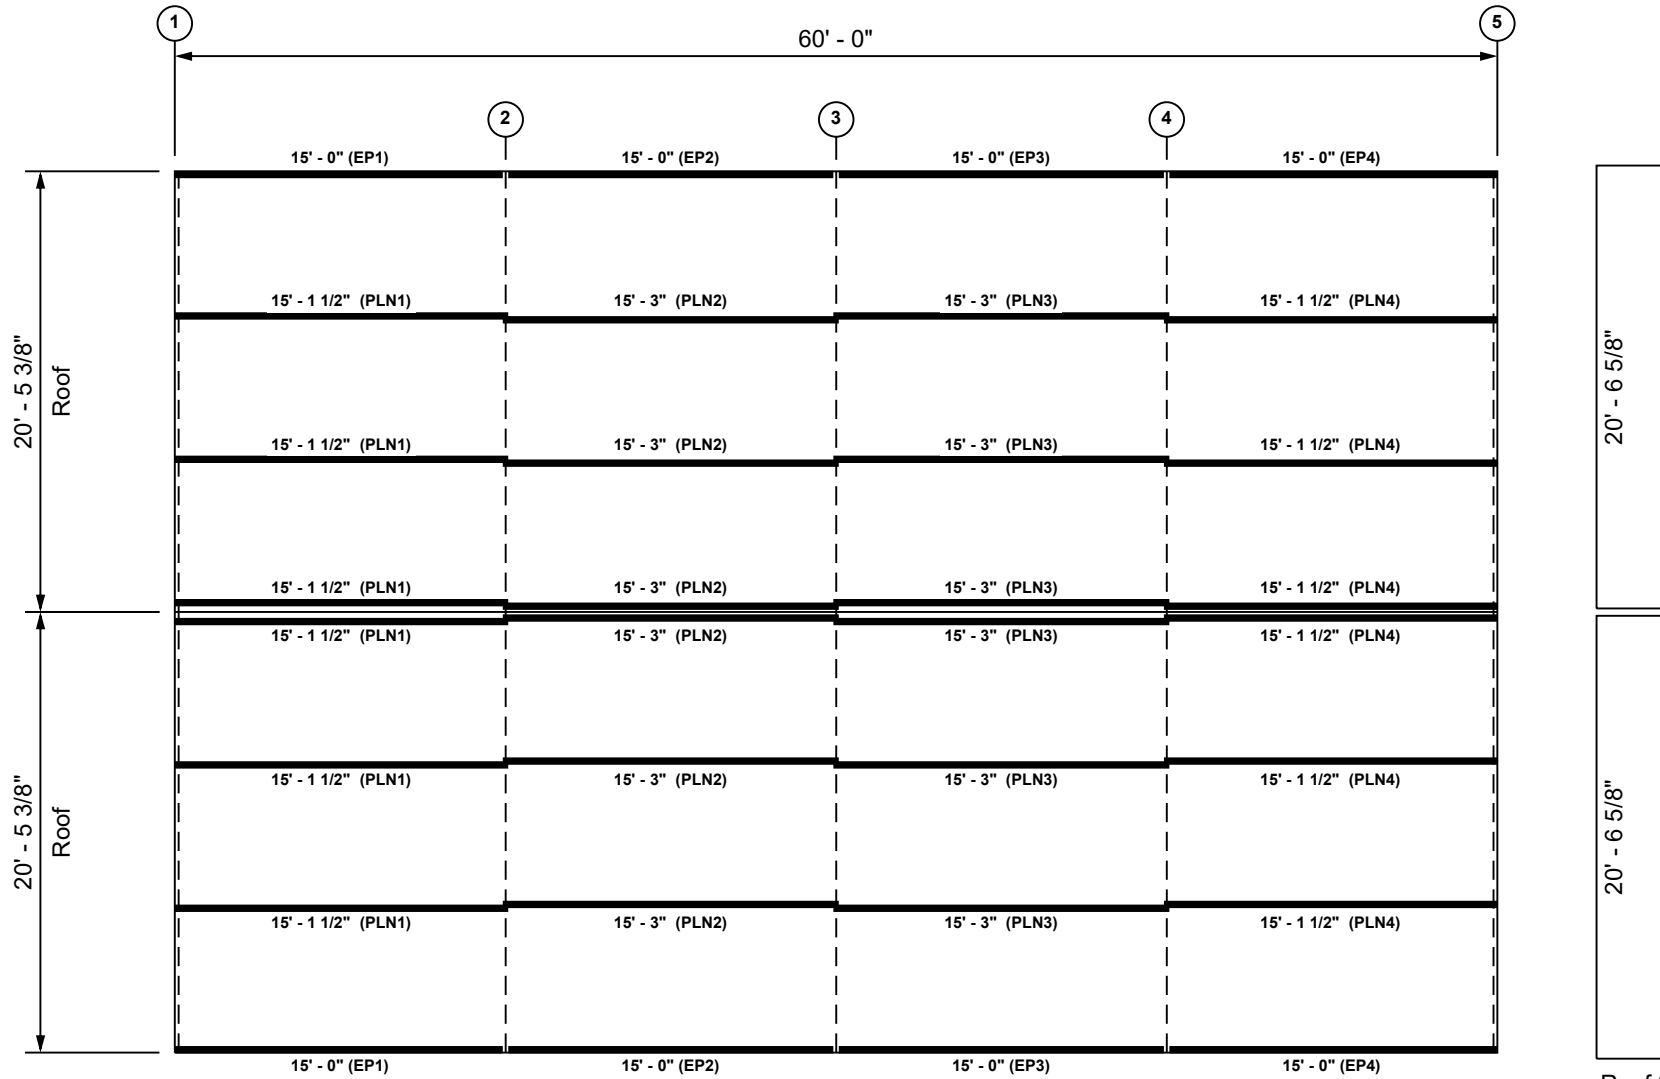 1 5
60' - 0"
2 3 4
15' - 0" (EP1) 15' - 0" (EP2) 15' - 0" (EP3) 15' - 0" (EP4)
15' - 1 1/2" (PLN1) 15' - 3" (PLN2) 15' - 3" (PLN3) 15' - 1 1/2" (PLN4)
20' - 5 3/8"
Roof
20' - 6 5/8"
15' - 1 1/2" (PLN1) 15' - 3" (PLN2) 15' - 3" (PLN3) 15' - 1 1/2" (PLN4)
15' - 1 1/2" (PLN1) 15' - 3" (PLN2) 15' - 3" (PLN3) 15' - 1 1/2" (PLN4)
15' - 1 1/2" (PLN1) 15' - 3" (PLN2) 15' - 3" (PLN3) 15' - 1 1/2" (PLN4)
15' - 1 1/2" (PLN1) 15' - 3" (PLN2) 15' - 3" (PLN3) 15' - 1 1/2" (PLN4)
20' - 5 3/8"
Roof
20' - 6 5/8"
15' - 1 1/2" (PLN1) 15' - 3" (PLN2) 15' - 3" (PLN3) 15' - 1 1/2" (PLN4)
15' - 0" (EP1) 15' - 0" (EP2) 15' - 0" (EP3) 15' - 0" (EP4)